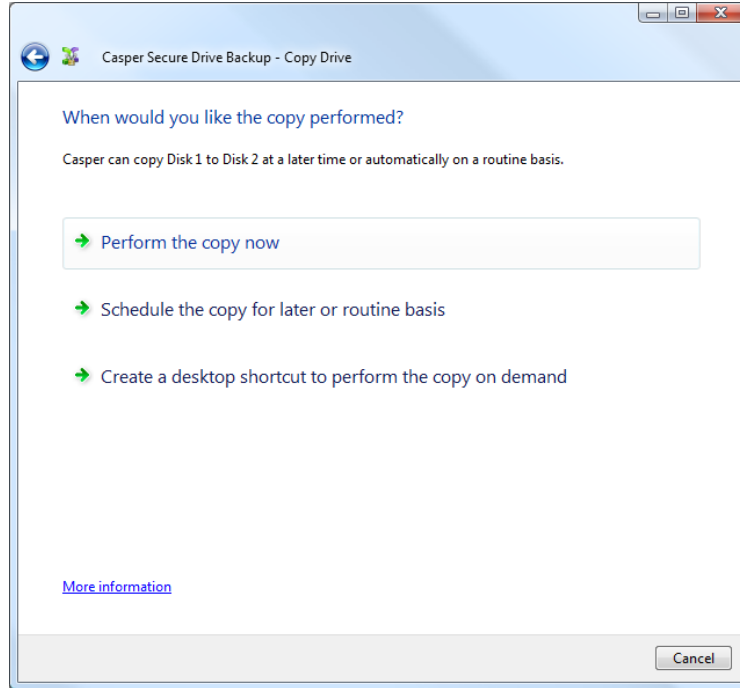 Casper Secure Drive Backup - Copy Drive
When would you like the copy performed?
Casper can copy Disk 1 to Disk 2 at a later time or automatically on a routine basis.
Perform the copy now
Schedule the copy for later or routine basis
Create a desktop shortcut to perform the copy on demand
More information
Cancel